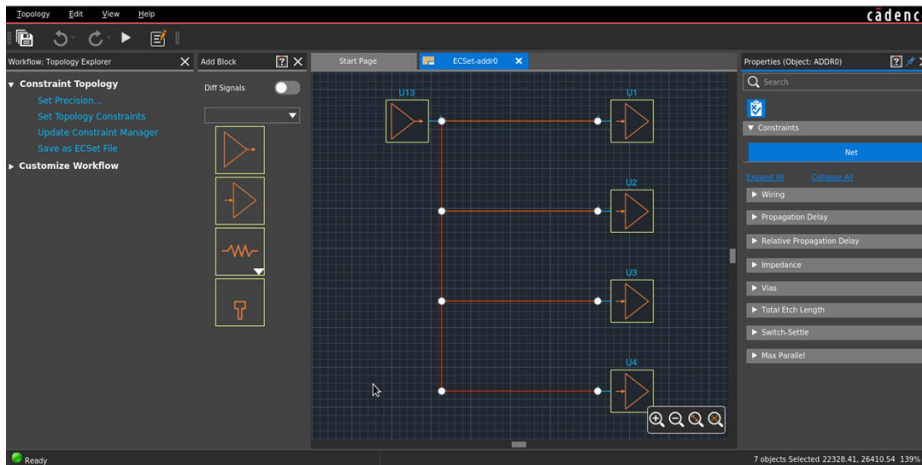 Topology Edit View Help
cādenc
Workflow: Topology Explorer
Constraint Topology
Set Precision...
Set Topology Constraints
Update Constraint Manager
Save as ECSet File
Customize Workflow
Add Block
Diff Signals
Start Page
ECSet-addr0
U13
U1
U2
U3
U4
Properties (Object: ADDR0)
Search
Constraints
Net
Expand All Collapse All
Wiring
Propagation Delay
Relative Propagation Delay
Impedance
Vias
Total Etch Length
Switch-Settle
Max Parallel
Ready
7 objects Selected 22328.41, 26410.54 139%